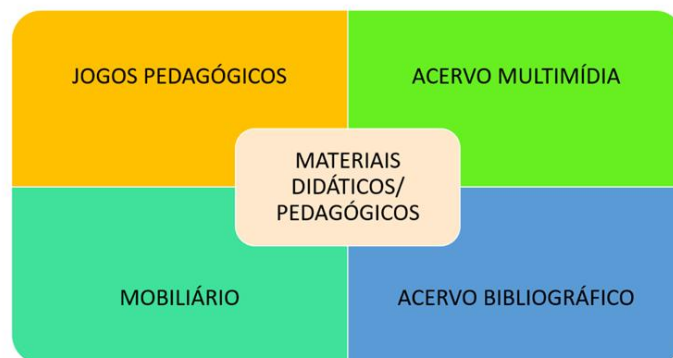 JOGOS PEDAGÓGICOS
ACERVO MULTIMÍDIA
MATERIAIS
DIDÁTICOS/
PEDAGÓGICOS
MOBILIÁRIO
ACERVO BIBLIOGRÁFICO